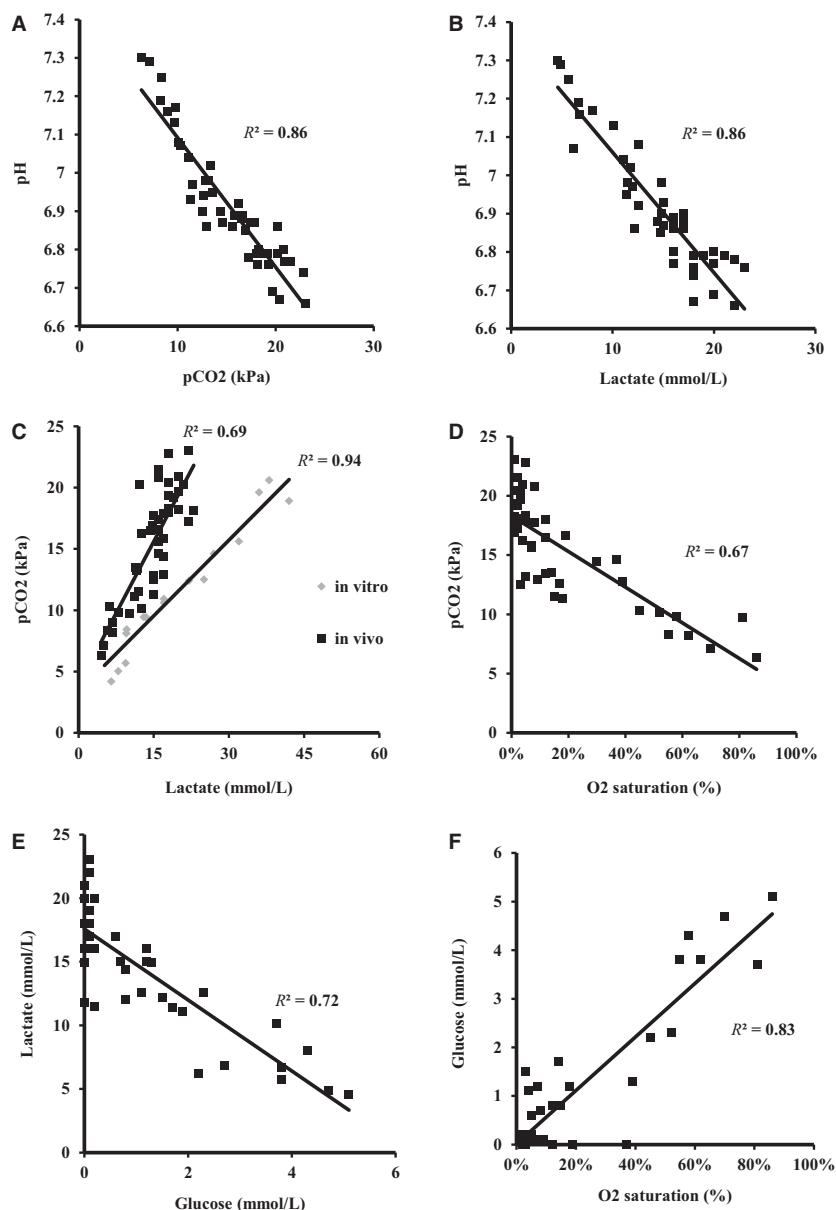 A
7.4
7.3
7.2
7.1
7
6.9
6.8
6.7
6.6
pH
R² = 0.86
0
10
20
30
pCO2 (kPa)
B
7.4
7.3
7.2
7.1
7
6.9
6.8
6.7
6.6
pH
R² = 0.86
0
10
20
30
Lactate (mmol/L)
C
25
20
15
10
5
0
pCO2 (kPa)
R² = 0.69
R² = 0.94
in vitro
in vivo
0
15
30
45
60
Lactate (mmol/L)
D
25
20
15
10
5
0
pCO2 (kPa)
R² = 0.67
0%
20%
40%
60%
80%
100%
O2 saturation (%)
E
25
20
15
10
5
0
Lactate (mmol/L)
R² = 0.72
0
2
4
6
Glucose (mmol/L)
F
6
5
4
3
2
1
0
Glucose (mmol/L)
R² = 0.83
0%
20%
40%
60%
80%
100%
O2 saturation (%)